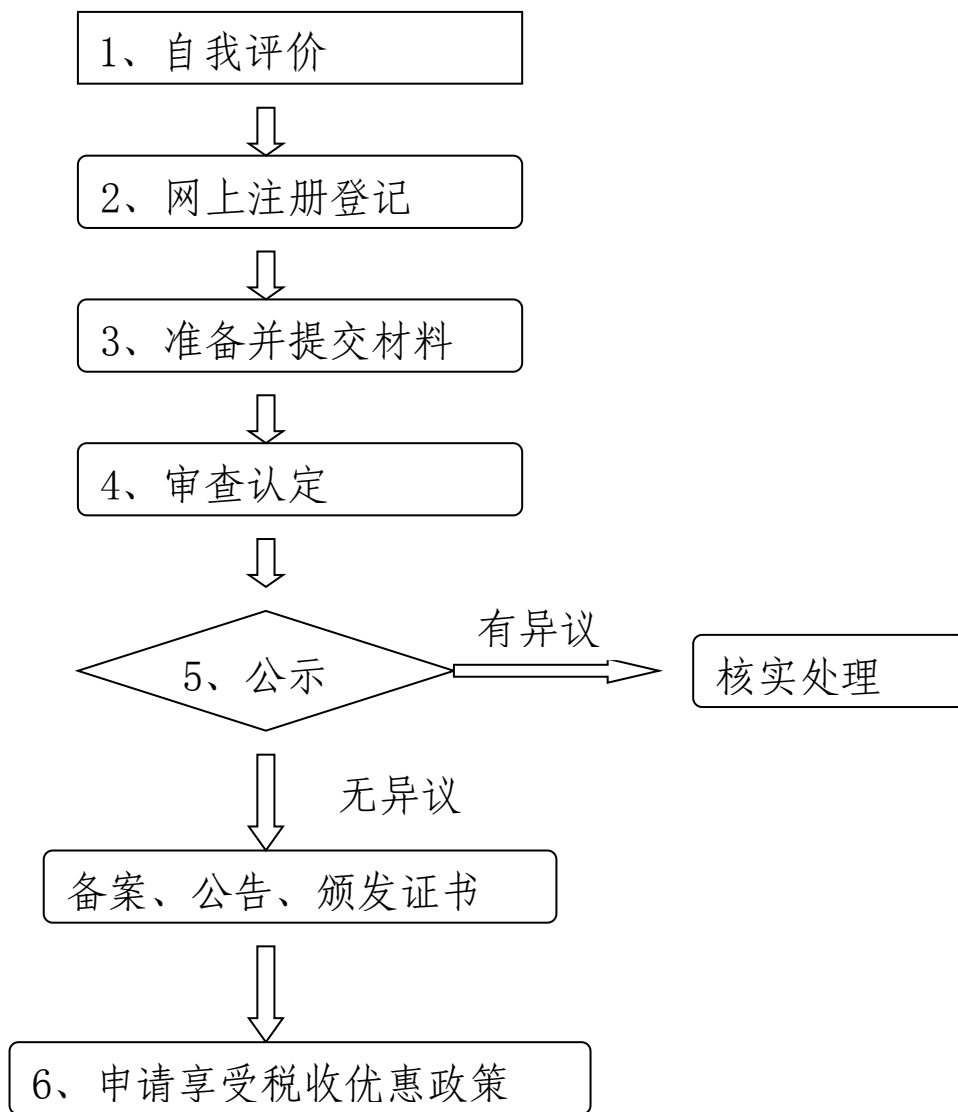 1、自我评价
2、网上注册登记
3、准备并提交材料
4、审查认定
有异议
5、公示
核实处理
无异议
备案、公告、颁发证书
6、申请享受税收优惠政策